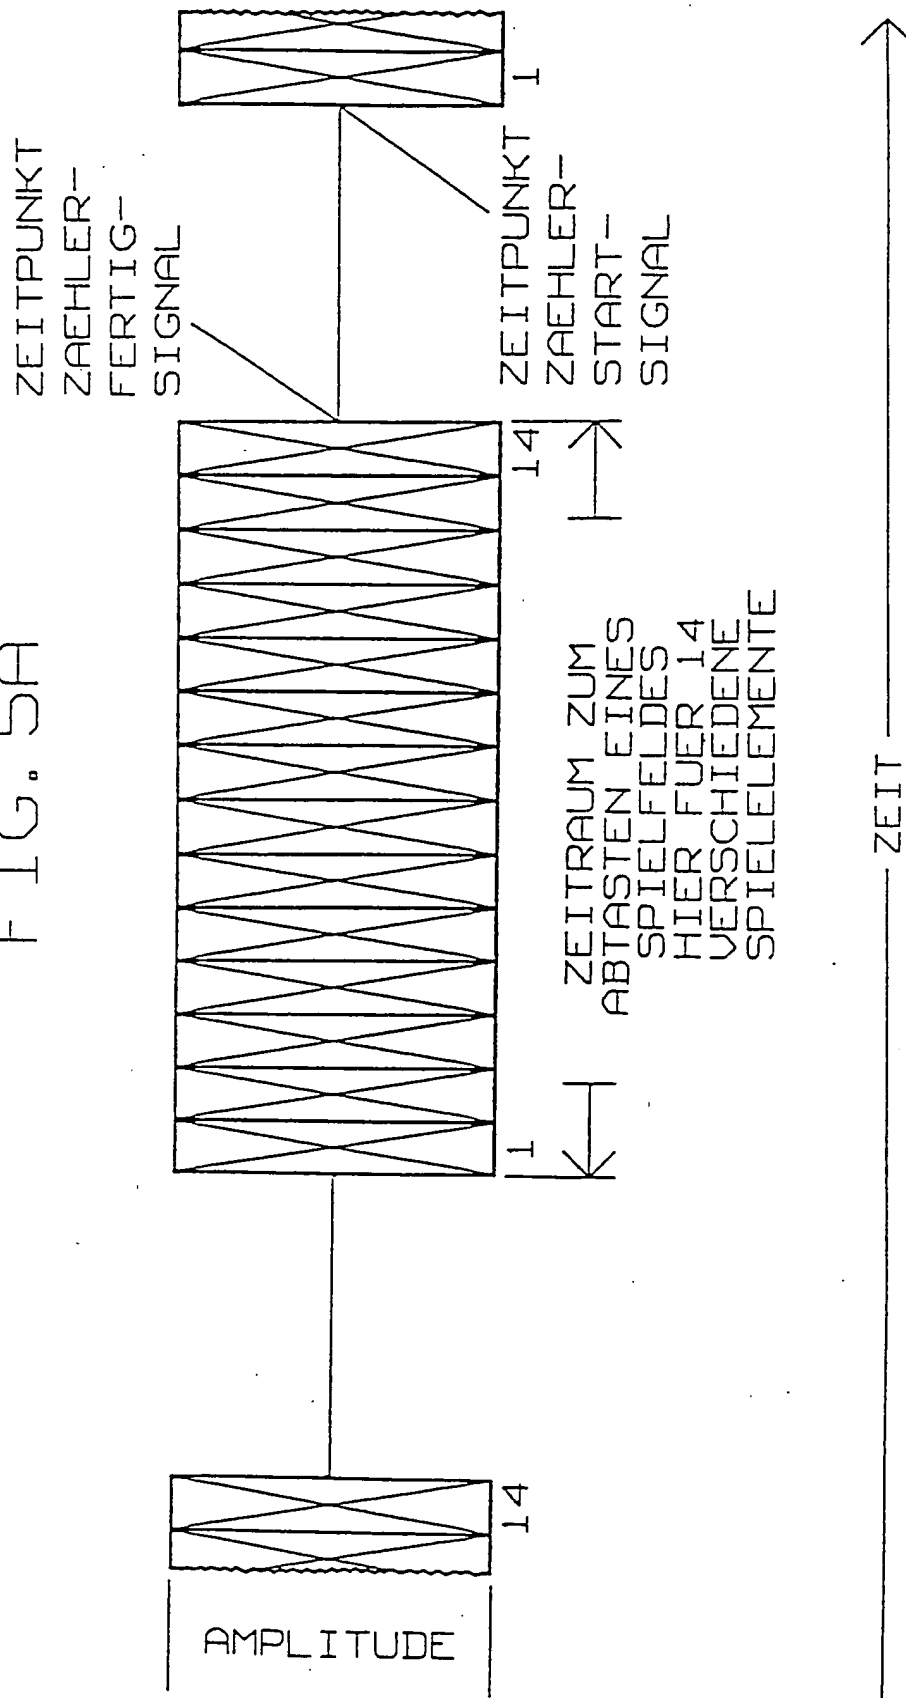 FIG. 5A
ZEITPUNKT
ZAEHLER-
FERTIG-
SIGNAL
AMPLITUDE
14
1
14
1
ZEITPUNKT
ZAEHLER-
START-
SIGNAL
ZEITRAUM ZUM
ABTASTEN EINES
SPIELFELDES
HIER FUER 14
VERSCHIEDENE
SPIELELEMENTE
ZEIT